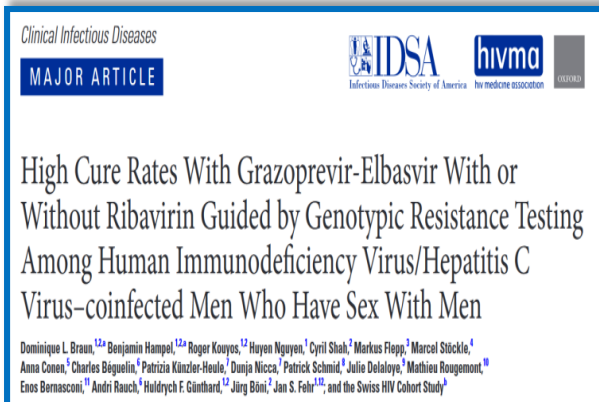 Clinical Infectious Diseases
MAJOR ARTICLE
IDSA
Infectious Diseases Society of America
hivma
hiv medicine association
OXFORD
High Cure Rates With Grazoprevir-Elbasvir With or
Without Ribavirin Guided by Genotypic Resistance Testing
Among Human Immunodeficiency Virus/Hepatitis C
Virus–coinfected Men Who Have Sex With Men
Dominique L. Braun,1,2,a Benjamin Hampel,1,2,a Roger Kouyos,1,2 Huyen Nguyen,1 Cyril Shah,2 Markus Flepp,3 Marcel Stöckle,4
Anna Conen,5 Charles Béguelin,6 Patrizia Künzler-Heule,7 Dunja Nicca,7 Patrick Schmid,8 Julie Delaloye,9 Mathieu Rougemont,10
Enos Bernasconi,11 Andri Rauch,6 Huldrych F. Günthard,1,2 Jürg Böni,2 Jan S. Fehr1,12, and the Swiss HIV Cohort Studyb